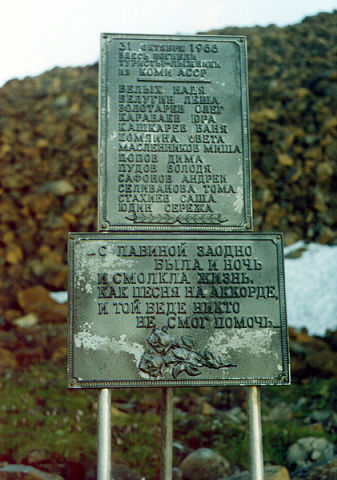 31 ОКТЯБРЯ 1968
ЗДЕСЬ ПОГИБЛИ
ТУРИСТЫ-ЛЫЖНИКИ
ИЗ КОМИ АССР
БЕЛЫХ НАДЯ
ВЕЛУГИН ЛЕША
ЗОЛОТАРЕВ ОЛЕГ
КАРАВАЕВ ЮРА
КАШКАРЕВ ВАНЯ
КОМЛИНА СВЕТА
МАСЛЕННИКОВ МИША
ПОПОВ ДИМА
ПУДОВ ВОЛОДЯ
САФОНОВ АНДРЕЙ
СЕЛИВАНОВА ТОМА
СТАХИЕВ САША
ЮДИН СЕРЕЖА
...С ЛАВИНОЙ ЗАОДНО
БЫЛА И НОЧЬ
И СМОЛКЛА ЖИЗНЬ,
КАК ПЕСНЯ НА АККОРДЕ,
И ТОЙ БЕДЕ НИКТО
НЕ СМОГ ПОМОЧЬ...